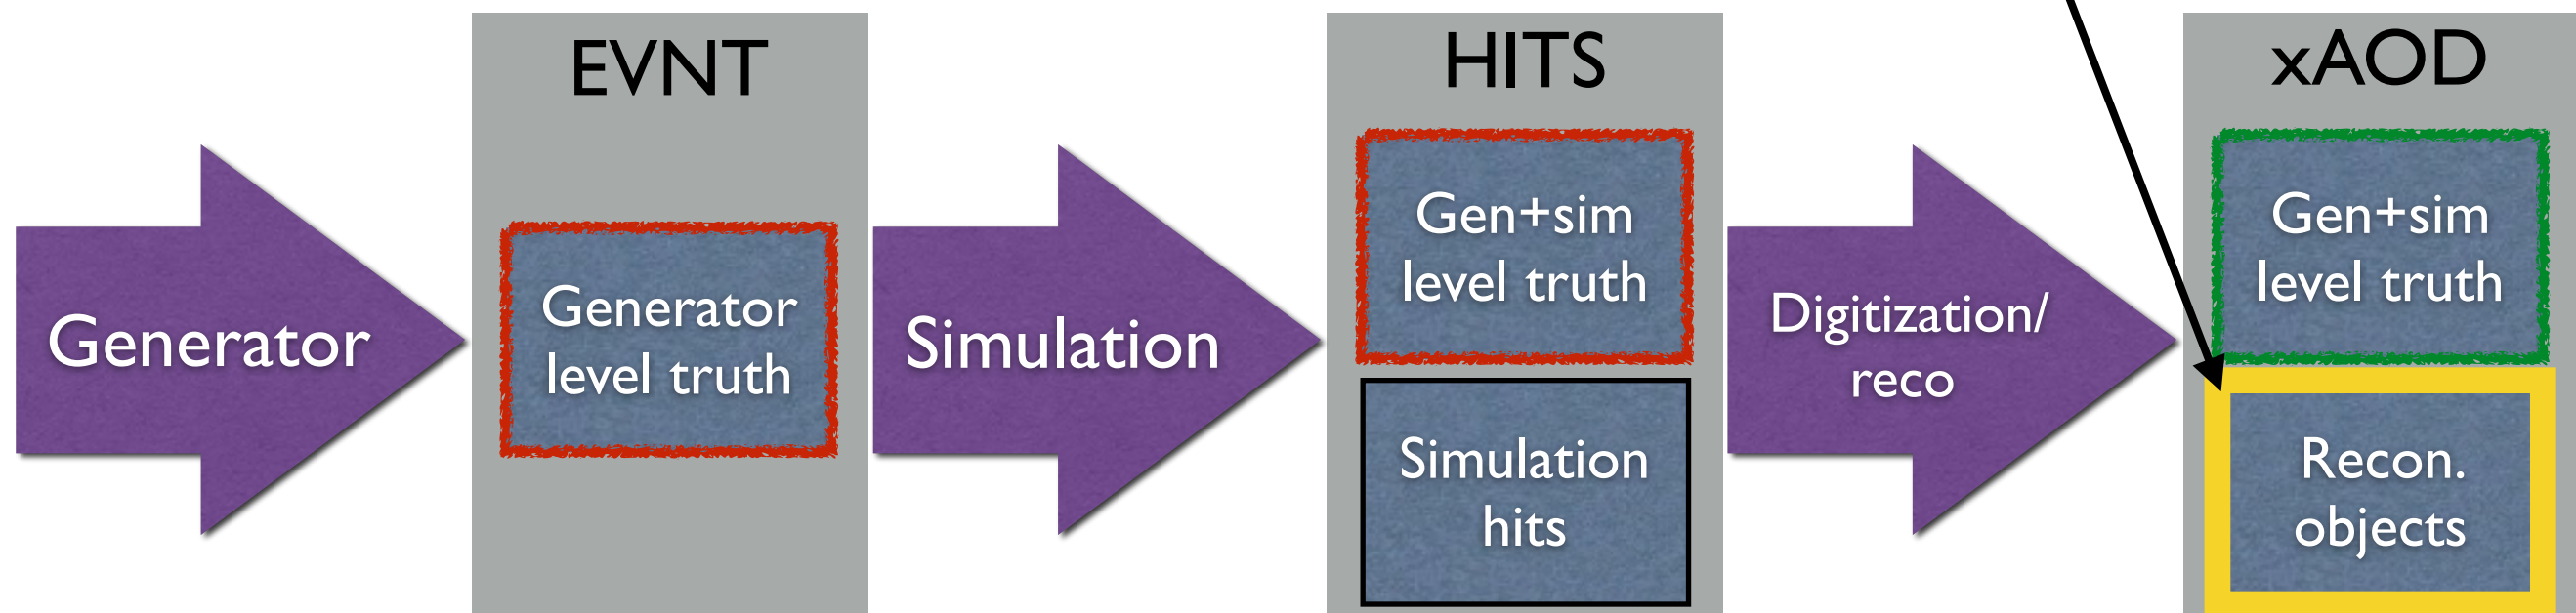 Generator
EVNT
Generator
level truth
Simulation
HITS
Gen+sim
level truth
Simulation
hits
Digitization/
reco
xAOD
Gen+sim
level truth
Recon.
objects